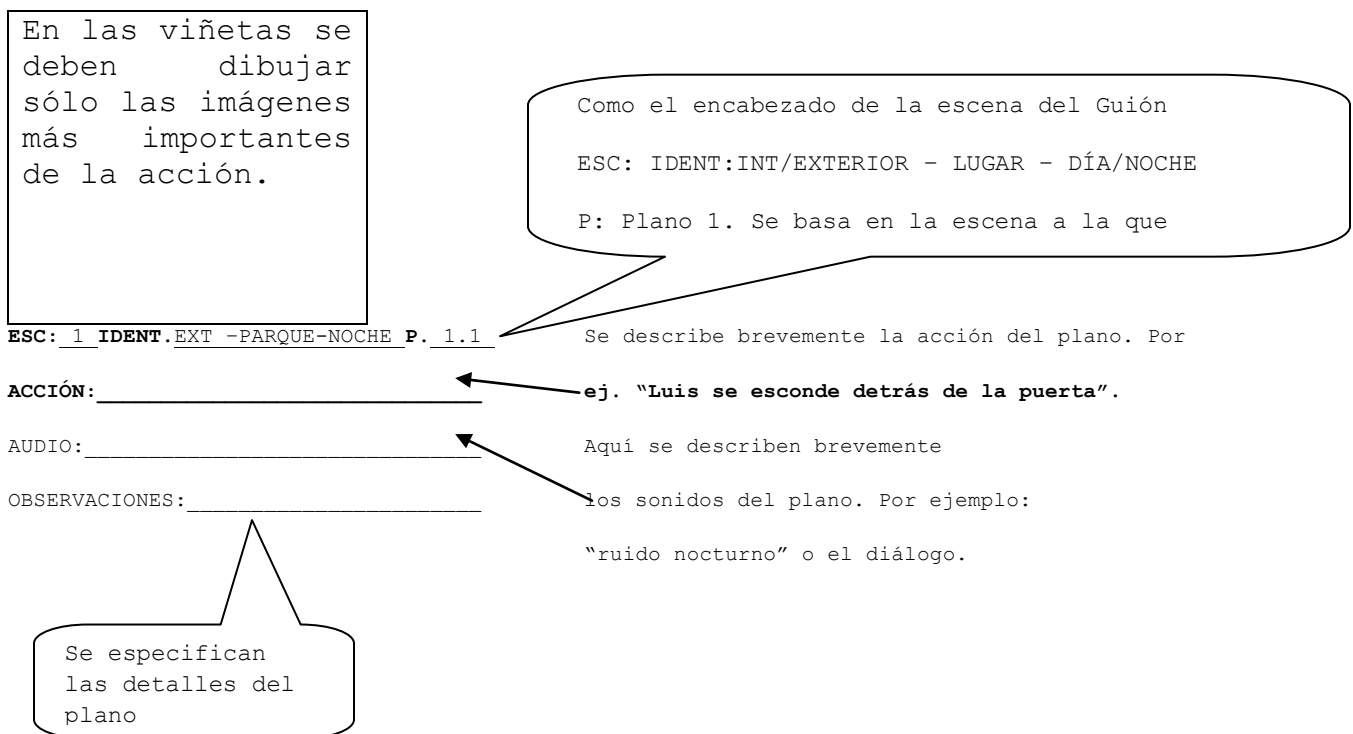 En las viñetas se
deben dibujar
sólo las imágenes
más importantes
de la acción.
Como el encabezado de la escena del Guión
ESC: IDENT:INT/EXTERIOR – LUGAR – DÍA/NOCHE
P: Plano 1. Se basa en la escena a la que
ESC: 1 IDENT.EXT –PARQUE-NOCHE P. 1.1
Se describe brevemente la acción del plano. Por
ACCIÓN:______________________________
ej. “Luis se esconde detrás de la puerta”.
AUDIO:_______________________________
Aquí se describen brevemente
OBSERVACIONES:_______________________
los sonidos del plano. Por ejemplo:
“ruido nocturno” o el diálogo.
Se especifican
las detalles del
plano